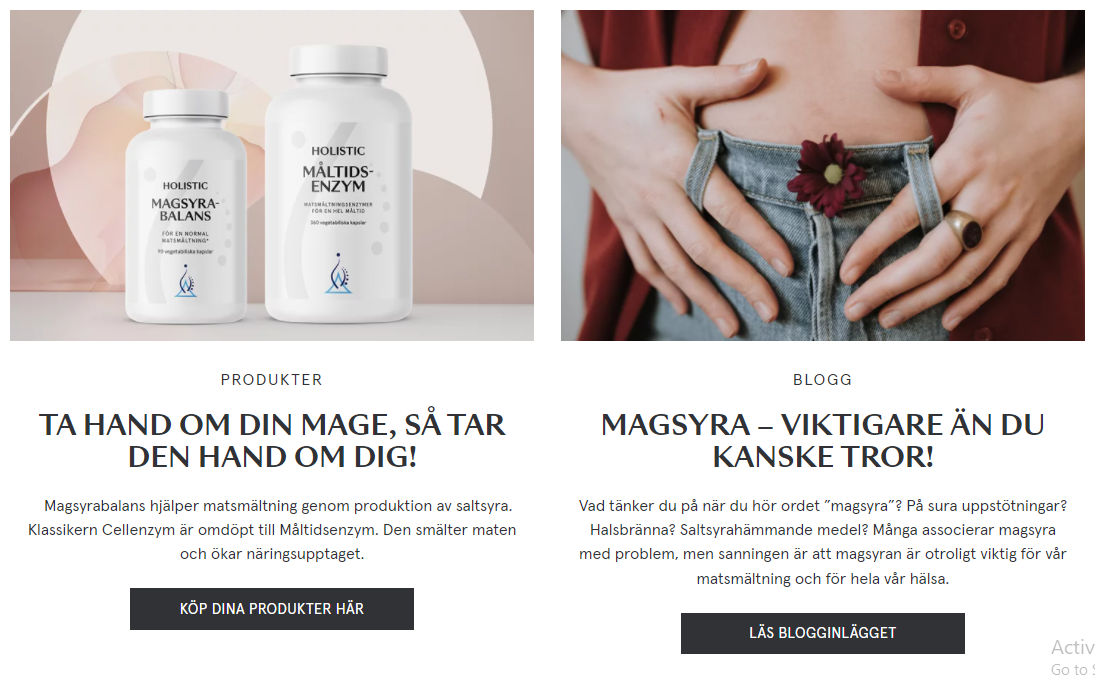 HOLISTIC
MAGSYRA-
BALANS
FÖR EN NORMAL
MATSMÄLTNING*
90 vegetabiliska kapslar
HOLISTIC
MÅLTIDS-
ENZYM
MATSMÄLTNINGSENZYMER
FÖR EN HEL MÅLTID
360 vegetabiliska kapslar
PRODUKTER
TA HAND OM DIN MAGE, SÅ TAR
DEN HAND OM DIG!
Magsyrabalans hjälper matsmältning genom produktion av saltsyra.
Klassikern Cellenzym är omdöpt till Måltidsenzym. Den smälter maten
och ökar näringsupptaget.
KÖP DINA PRODUKTER HÄR
BLOGG
MAGSYRA – VIKTIGARE ÄN DU
KANSKE TROR!
Vad tänker du på när du hör ordet ”magsyra”? På sura uppstötningar?
Halsbränna? Saltsyrahämmande medel? Många associerar magsyra
med problem, men sanningen är att magsyran är otroligt viktig för vår
matsmältning och för hela vår hälsa.
LÄS BLOGGINLÄGGET
Activ
Go to S